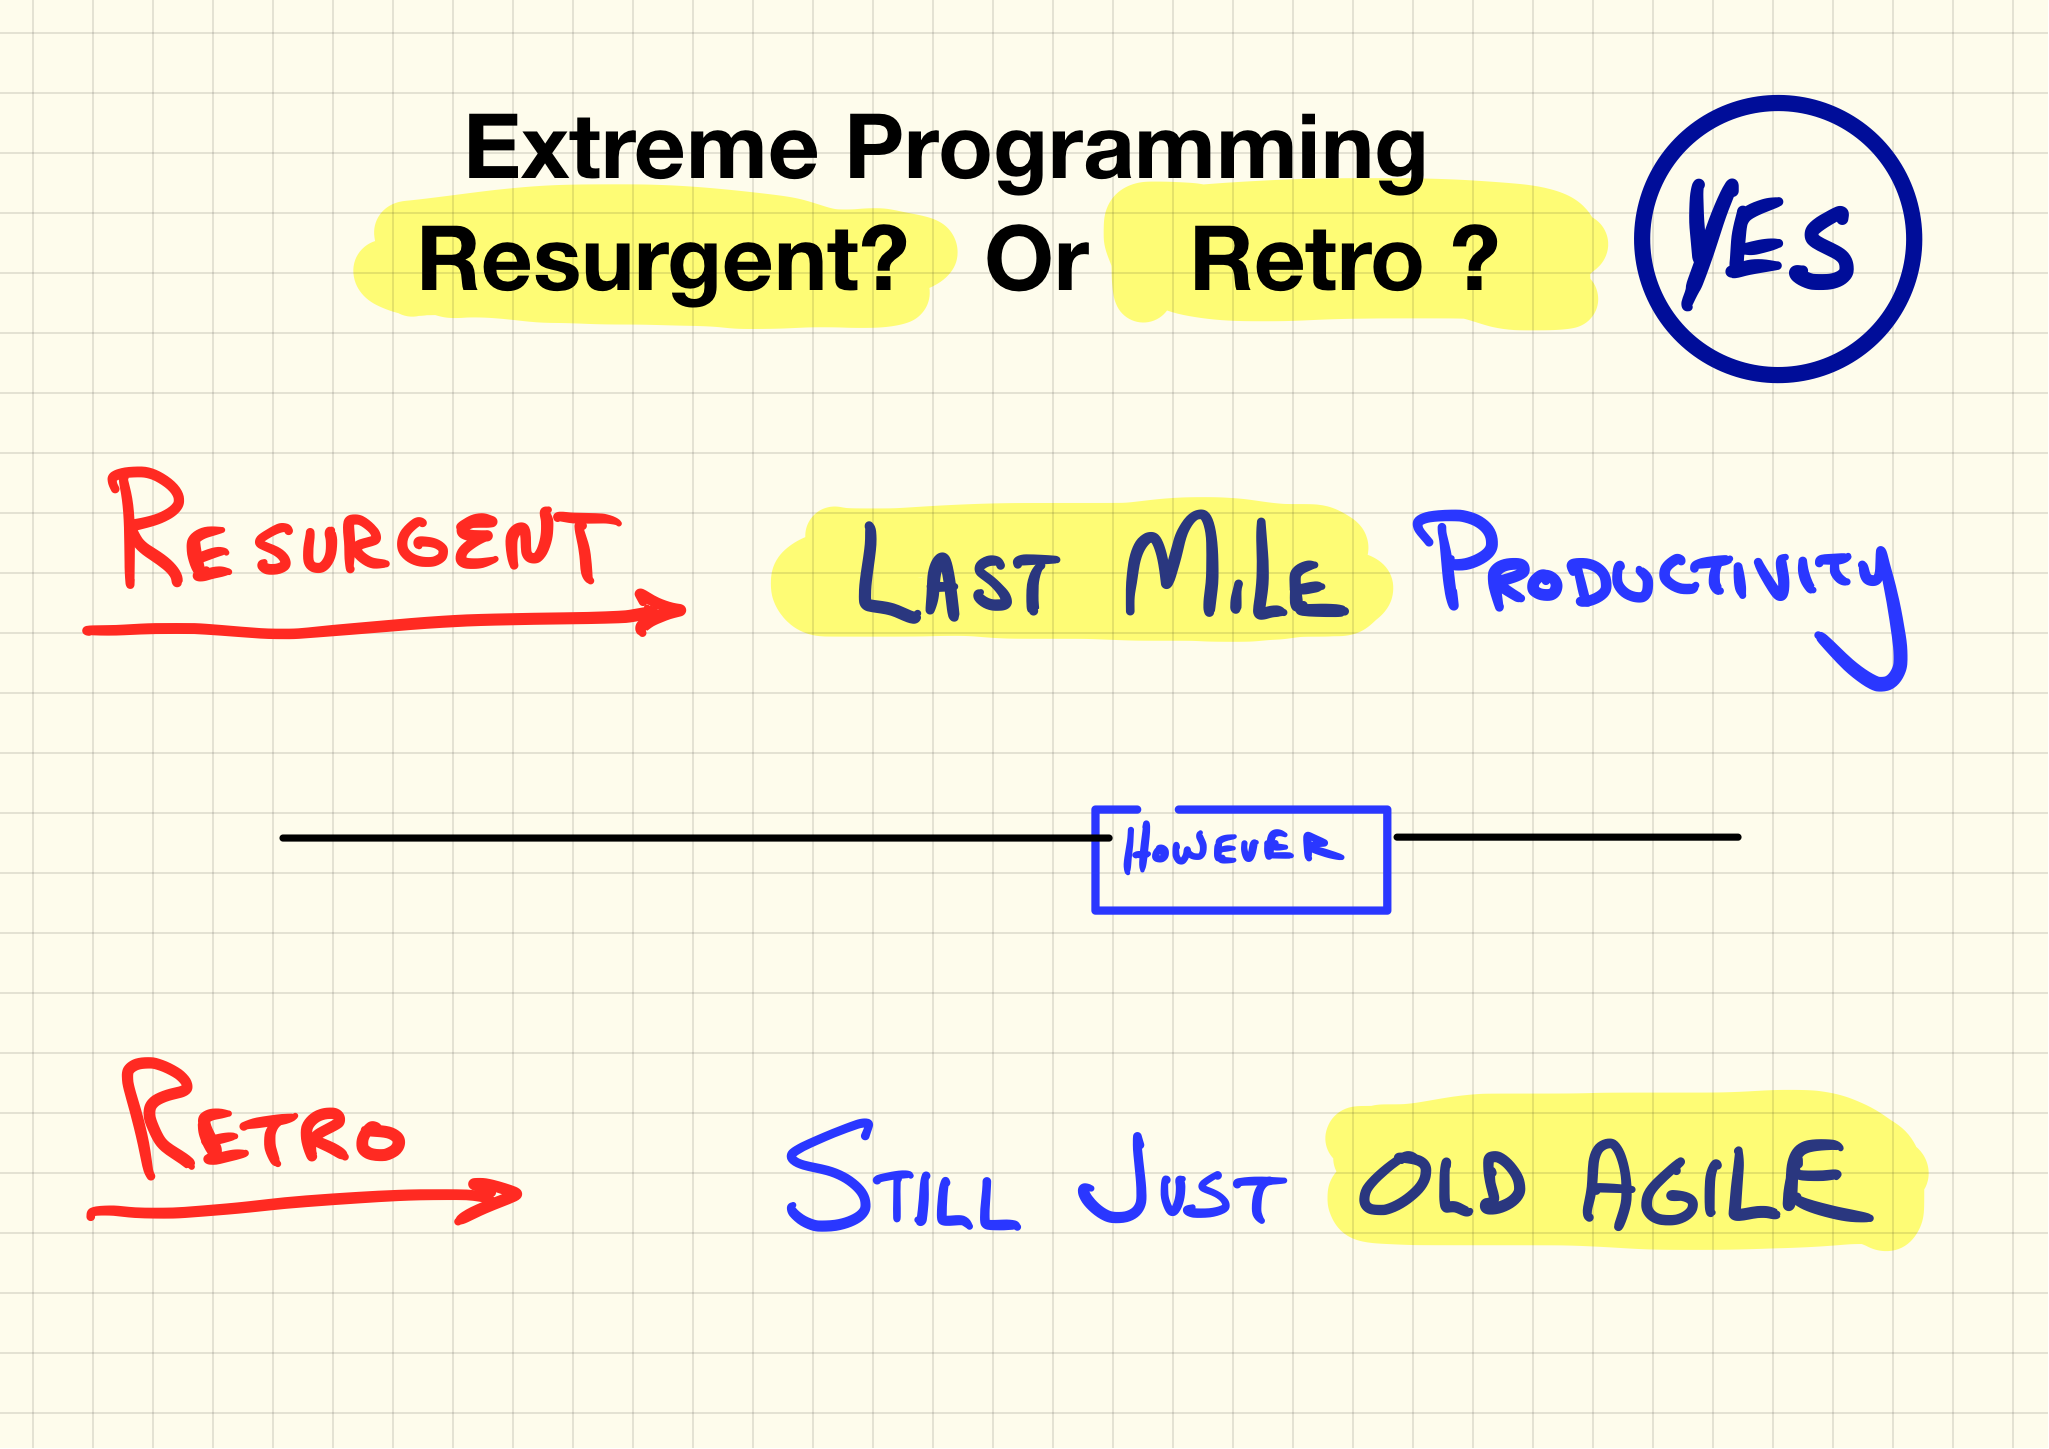 Extreme Programming
Resurgent? Or Retro ?
YES
RESURGENT
LAST MILE PRODUCTIVITY
HOWEVER
RETRO
STILL JUST OLD AGILE